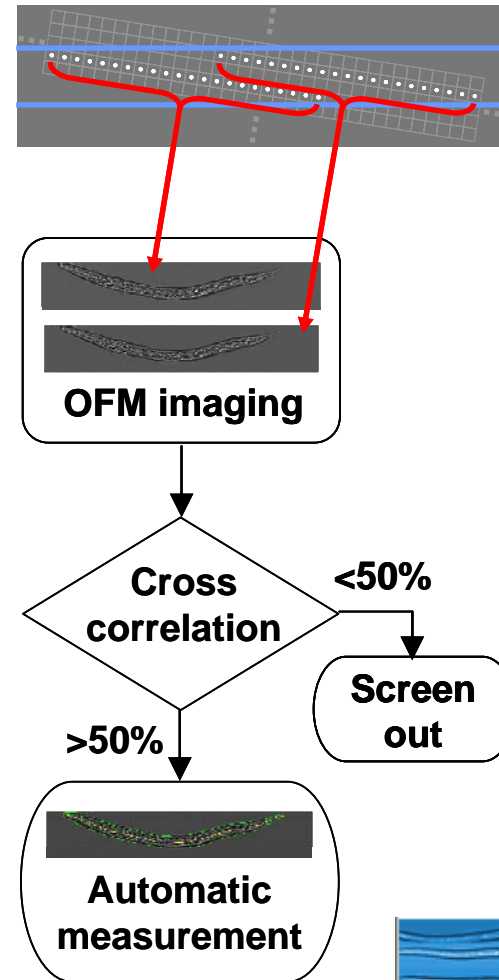 OFM imaging
Cross
correlation
<50%
Screen
out
>50%
Automatic
measurement